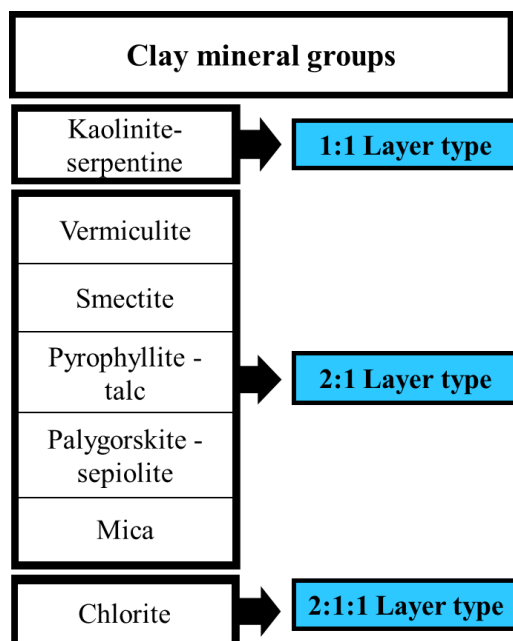 Clay mineral groups
Kaolinite-
serpentine
1:1 Layer type
Vermiculite
Smectite
Pyrophyllite -
talc
2:1 Layer type
Palygorskite -
sepiolite
Mica
Chlorite
2:1:1 Layer type